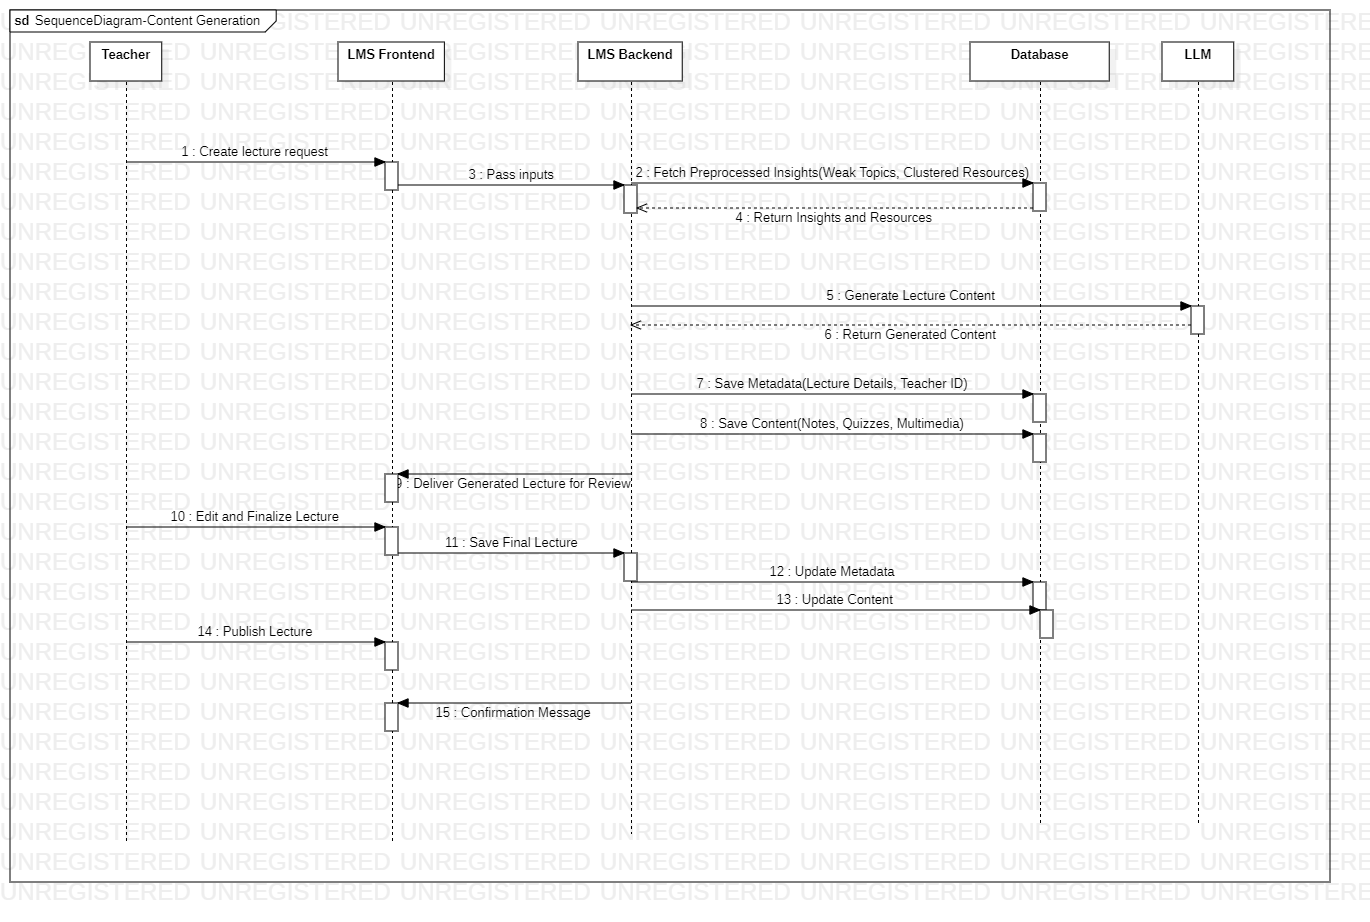 sd SequenceDiagram-Content Generation
Teacher
LMS Frontend
LMS Backend
Database
LLM
1 : Create lecture request
2 : Fetch Preprocessed Insights(Weak Topics, Clustered Resources)
3 : Pass inputs
4 : Return Insights and Resources
5 : Generate Lecture Content
6 : Return Generated Content
7 : Save Metadata(Lecture Details, Teacher ID)
8 : Save Content(Notes, Quizzes, Multimedia)
9 : Deliver Generated Lecture for Review
10 : Edit and Finalize Lecture
11 : Save Final Lecture
12 : Update Metadata
13 : Update Content
14 : Publish Lecture
15 : Confirmation Message
UNREGISTERED